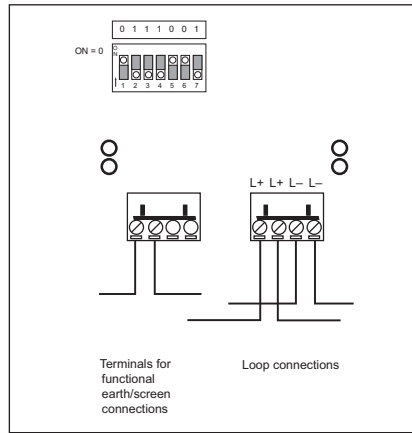 0 1 1 1 0 0 1
ON = 0
ON
1 2 3 4 5 6 7
L+ L+ L– L–
Terminals for
functional
earth/screen
connections
Loop connections